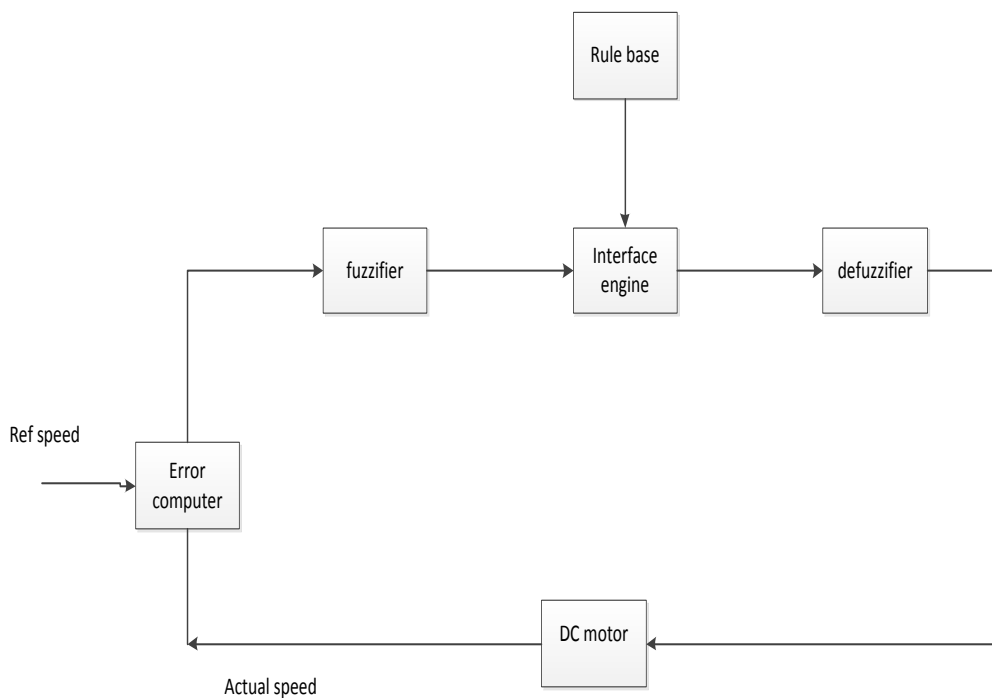 Rule base
fuzzifier
Interface
engine
defuzzifier
Ref speed
Error
computer
DC motor
Actual speed